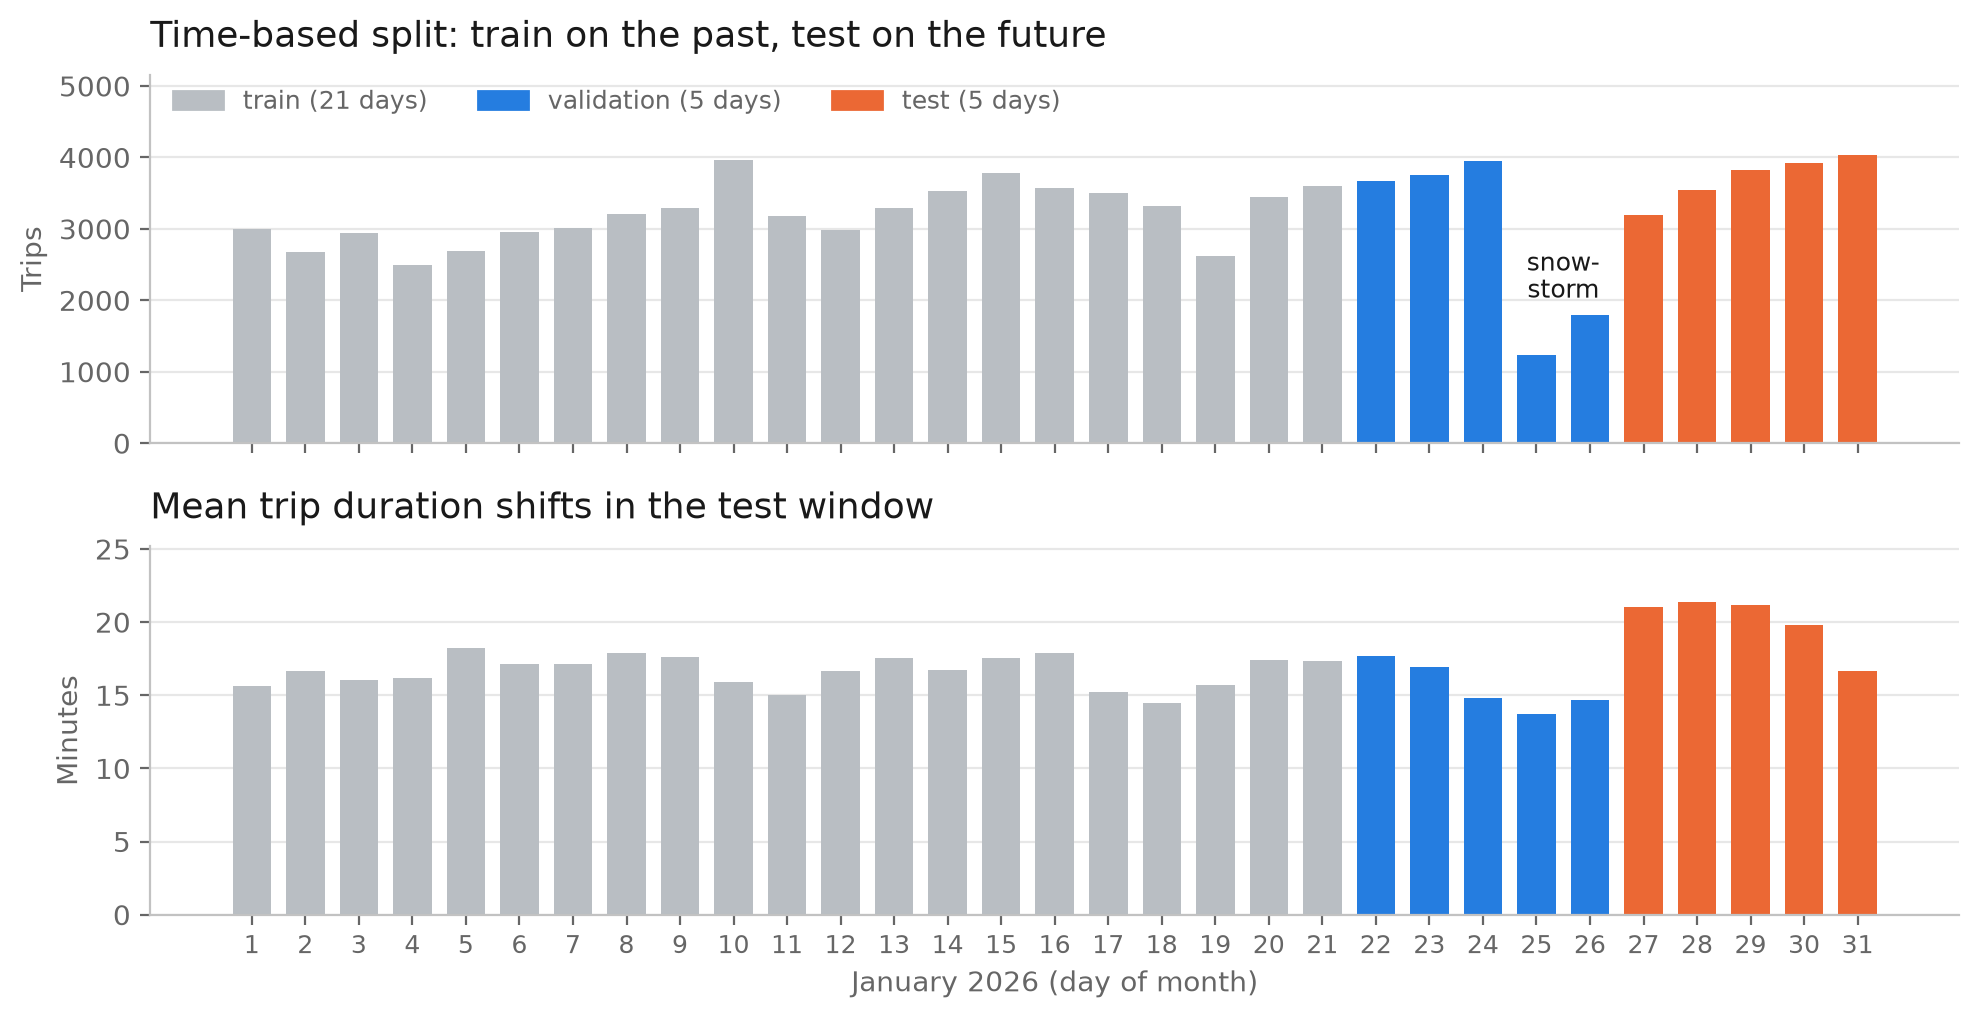 Time-based split: train on the past, test on the future
5000
4000
3000
2000
1000
0
Trips
train (21 days)
validation (5 days)
test (5 days)
snow-
storm
Mean trip duration shifts in the test window
25
20
15
10
5
0
Minutes
1 2 3 4 5 6 7 8 9 10 11 12 13 14 15 16 17 18 19 20 21 22 23 24 25 26 27 28 29 30 31
January 2026 (day of month)